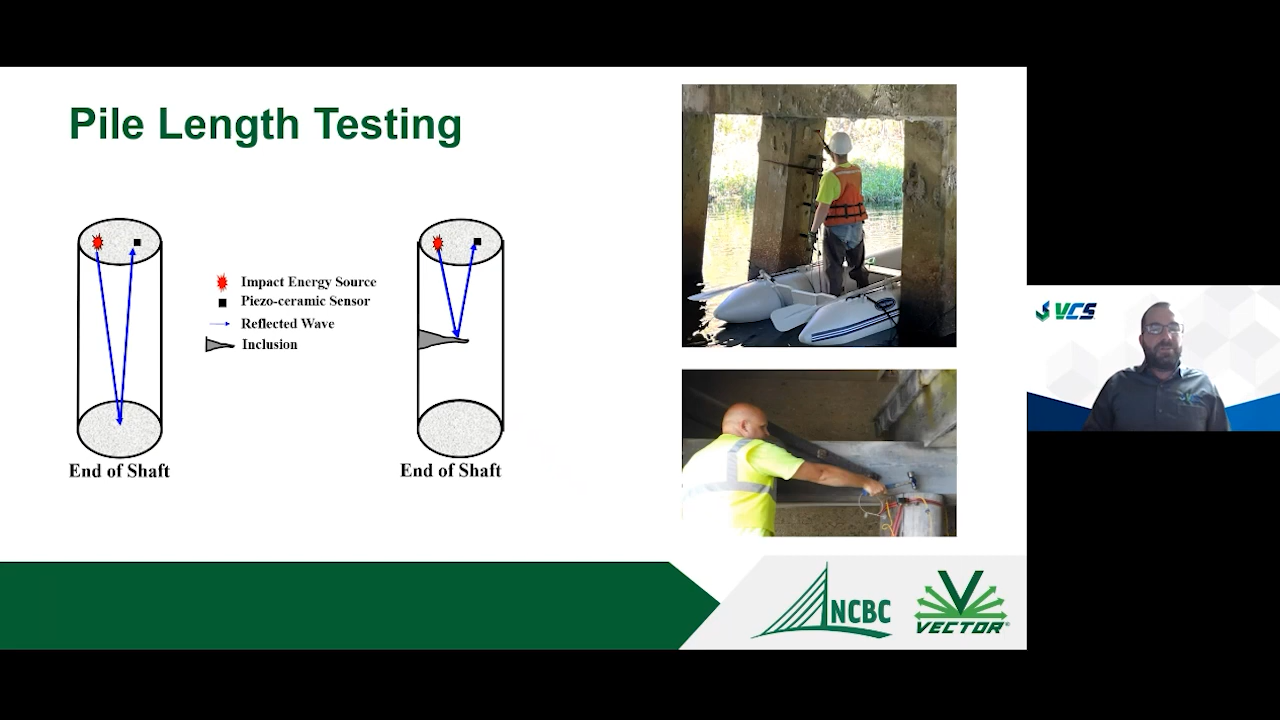 Pile Length Testing
Impact Energy Source
Piezo-ceramic Sensor
Reflected Wave
Inclusion
End of Shaft
End of Shaft
NCBC
VECTOR®
VCS